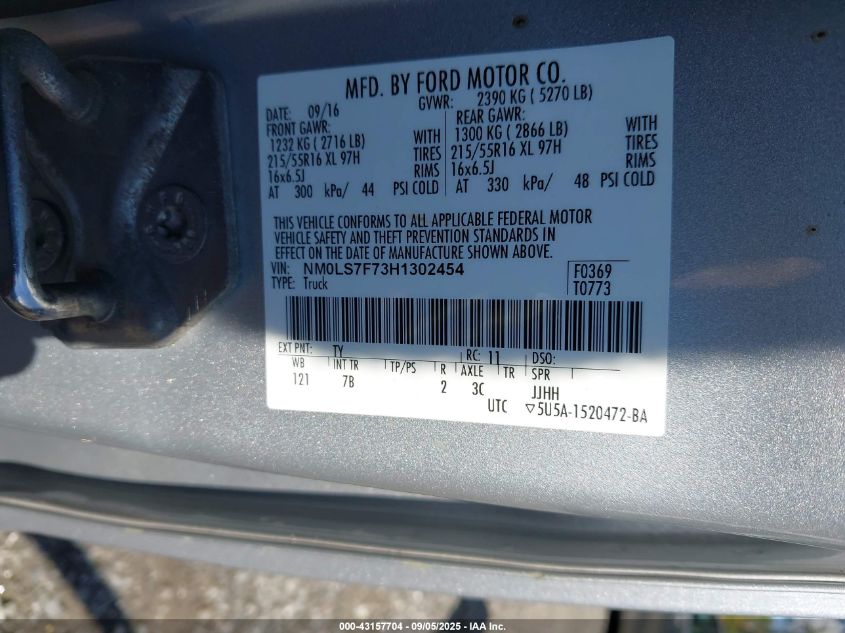 MFD. BY FORD MOTOR CO.
DATE: 09/16 GVWR: 2390 KG ( 5270 LB)
FRONT GAWR: REAR GAWR:
1232 KG ( 2716 LB) WITH 1300 KG ( 2866 LB) WITH
215/55R16 XL 97H TIRES 215/55R16 XL 97H TIRES
16x6.5J RIMS 16x6.5J RIMS
AT 300 kPa/ 44 PSI COLD AT 330 kPa/ 48 PSI COLD
THIS VEHICLE CONFORMS TO ALL APPLICABLE FEDERAL MOTOR
VEHICLE SAFETY AND THEFT PREVENTION STANDARDS IN
EFFECT ON THE DATE OF MANUFACTURE SHOWN ABOVE.
VIN: NM0LS7F73H1302454 F0369
TYPE: Truck T0773
EXT PNT: TY RC: 11 DSO:
WB INT TR TP/PS R AXLE TR SPR
121 7B 2 3C JJHH
UTC ▽5U5A-1520472-BA
000-43157704 - 09/05/2025 - IAA, Inc.